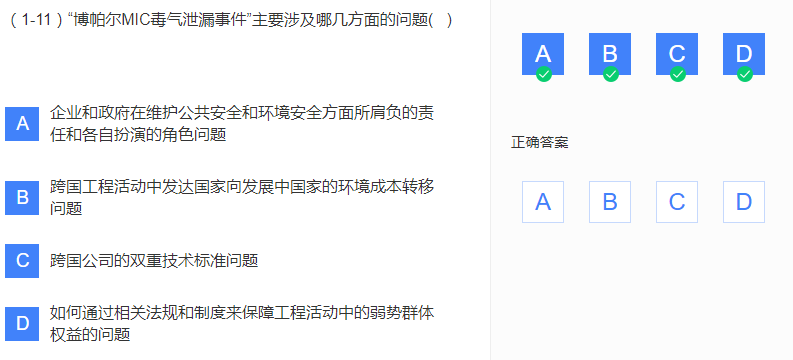 （1-11）“博帕尔MIC毒气泄漏事件”主要涉及哪几方面的问题( )
A 企业和政府在维护公共安全和环境安全方面所肩负的责
任和各自扮演的角色问题
B 跨国工程活动中发达国家向发展中国家的环境成本转移
问题
C 跨国公司的双重技术标准问题
D 如何通过相关法规和制度来保障工程活动中的弱势群体
权益的问题
A B C D
正确答案
A B C D